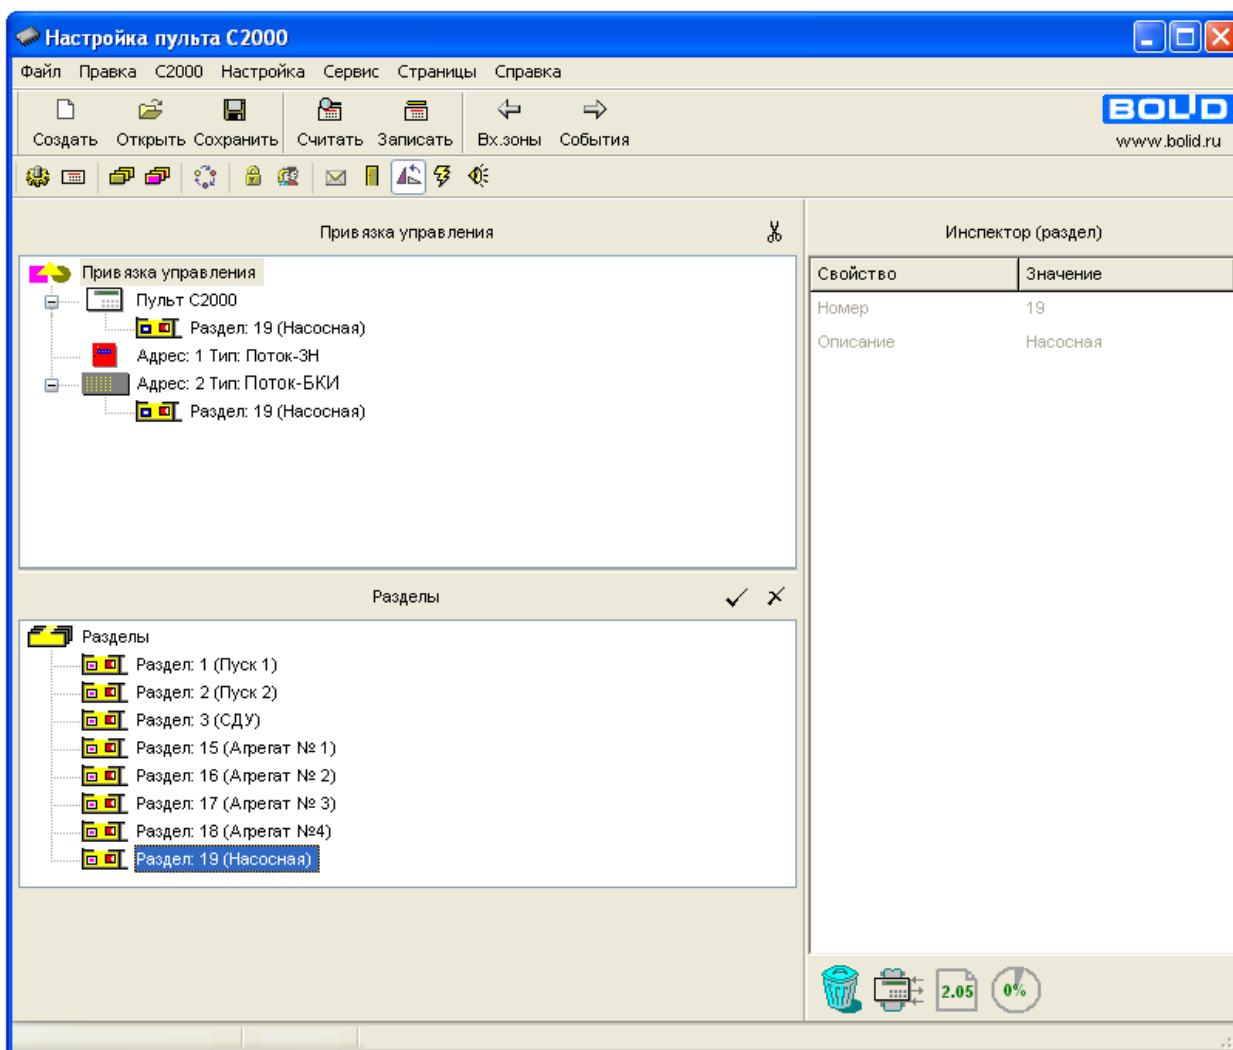 Настройка пульта С2000
Файл Правка С2000 Настройка Сервис Страницы Справка
Создать Открыть Сохранить Считать Записать Вх.зоны События
BOLID
www.bolid.ru
Привязка управления
Инспектор (раздел)
Привязка управления
Свойство Значение
Пульт С2000
Номер 19
Раздел: 19 (Насосная)
Описание Насосная
Адрес: 1 Тип: Поток-3Н
Адрес: 2 Тип: Поток-БКИ
Раздел: 19 (Насосная)
Разделы
Разделы
Раздел: 1 (Пуск 1)
Раздел: 2 (Пуск 2)
Раздел: 3 (СДУ)
Раздел: 15 (Агрегат № 1)
Раздел: 16 (Агрегат № 2)
Раздел: 17 (Агрегат № 3)
Раздел: 18 (Агрегат №4)
Раздел: 19 (Насосная)
2.05 0%